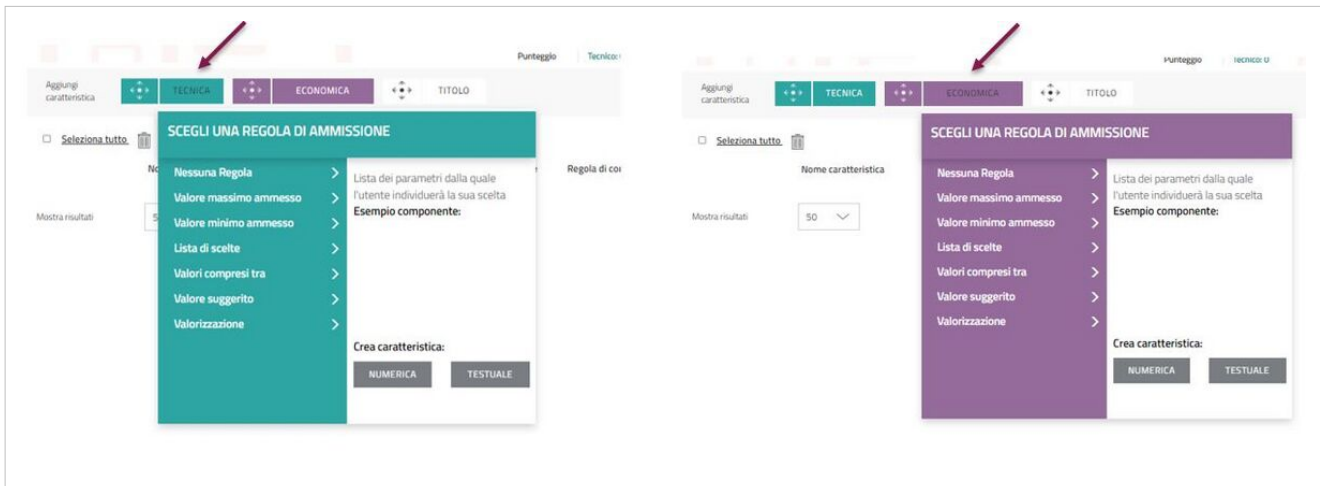 Punteggio
Tecnico:
Aggiungi
caratteristica
TECNICA
ECONOMICA
TITOLO
Seleziona tutto
SCEGLI UNA REGOLA DI AMMISSIONE
Regola di
Nessuna Regola
Valore massimo ammesso
Valore minimo ammesso
Lista di scelte
Valori compresi tra
Valore suggerito
Valorizzazione
Lista dei parametri dalla quale
l'utente individuerà la sua scelta
Esempio componente:
Mostra risultati
Crea caratteristica:
NUMERICA
TESTUALE
Punteggio
Tecnico: 0
Aggiungi
caratteristica
TECNICA
ECONOMICA
TITOLO
Seleziona tutto
SCEGLI UNA REGOLA DI AMMISSIONE
Nome caratteristica
Nessuna Regola
Valore massimo ammesso
Valore minimo ammesso
Lista di scelte
Valori compresi tra
Valore suggerito
Valorizzazione
Lista dei parametri dalla quale
l'utente individuerà la sua scelta
Esempio componente:
Mostra risultati
50
Crea caratteristica:
NUMERICA
TESTUALE